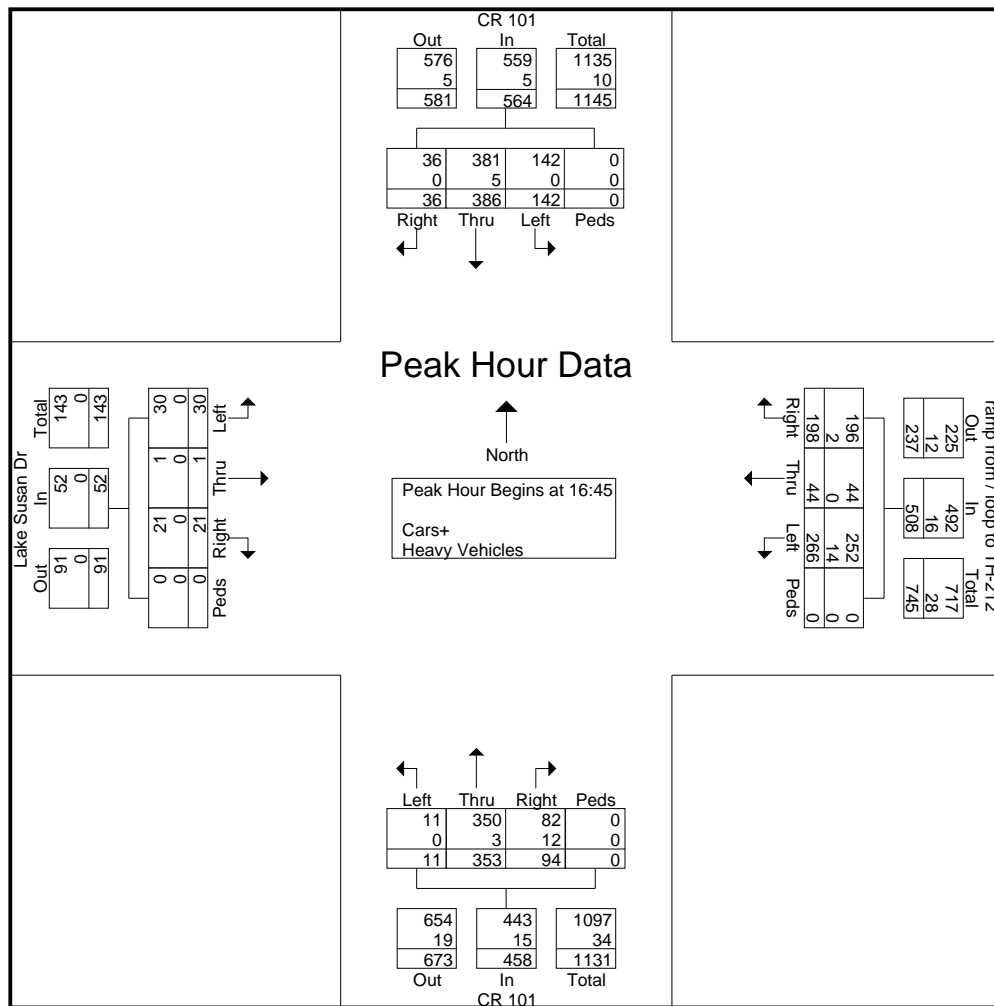 CR 101
Out In Total
576 559 1135
5 5 10
581 564 1145
36 381 142 0
0 5 0 0
36 386 142 0
Right Thru Left Peds
Peak Hour Data
North
Peak Hour Begins at 16:45
Cars+
Heavy Vehicles
Lake Susan Dr
Out In Total
91 52 143
0 0 0
91 52 143
Peds Right Thru Left
0 21 1 30
0 0 0 0
0 21 1 30
ramp from / loop to TH-212
Out In Total
225 492 717
12 16 28
237 508 745
196 44 252 0
2 0 14 0
198 44 266 0
Right Thru Left Peds
Left Thru Right Peds
11 350 82 0
0 3 12 0
11 353 94 0
654 443 1097
19 15 34
673 458 1131
Out In Total
CR 101